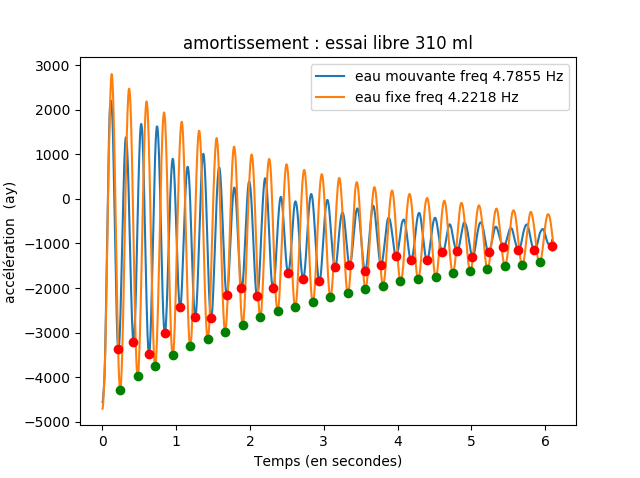 amortissement : essai libre 310 ml
eau mouvante freq 4.7855 Hz
eau fixe freq 4.2218 Hz
accélération  (ay)
3000
2000
1000
0
−1000
−2000
−3000
−4000
−5000
0 1 2 3 4 5 6
Temps (en secondes)